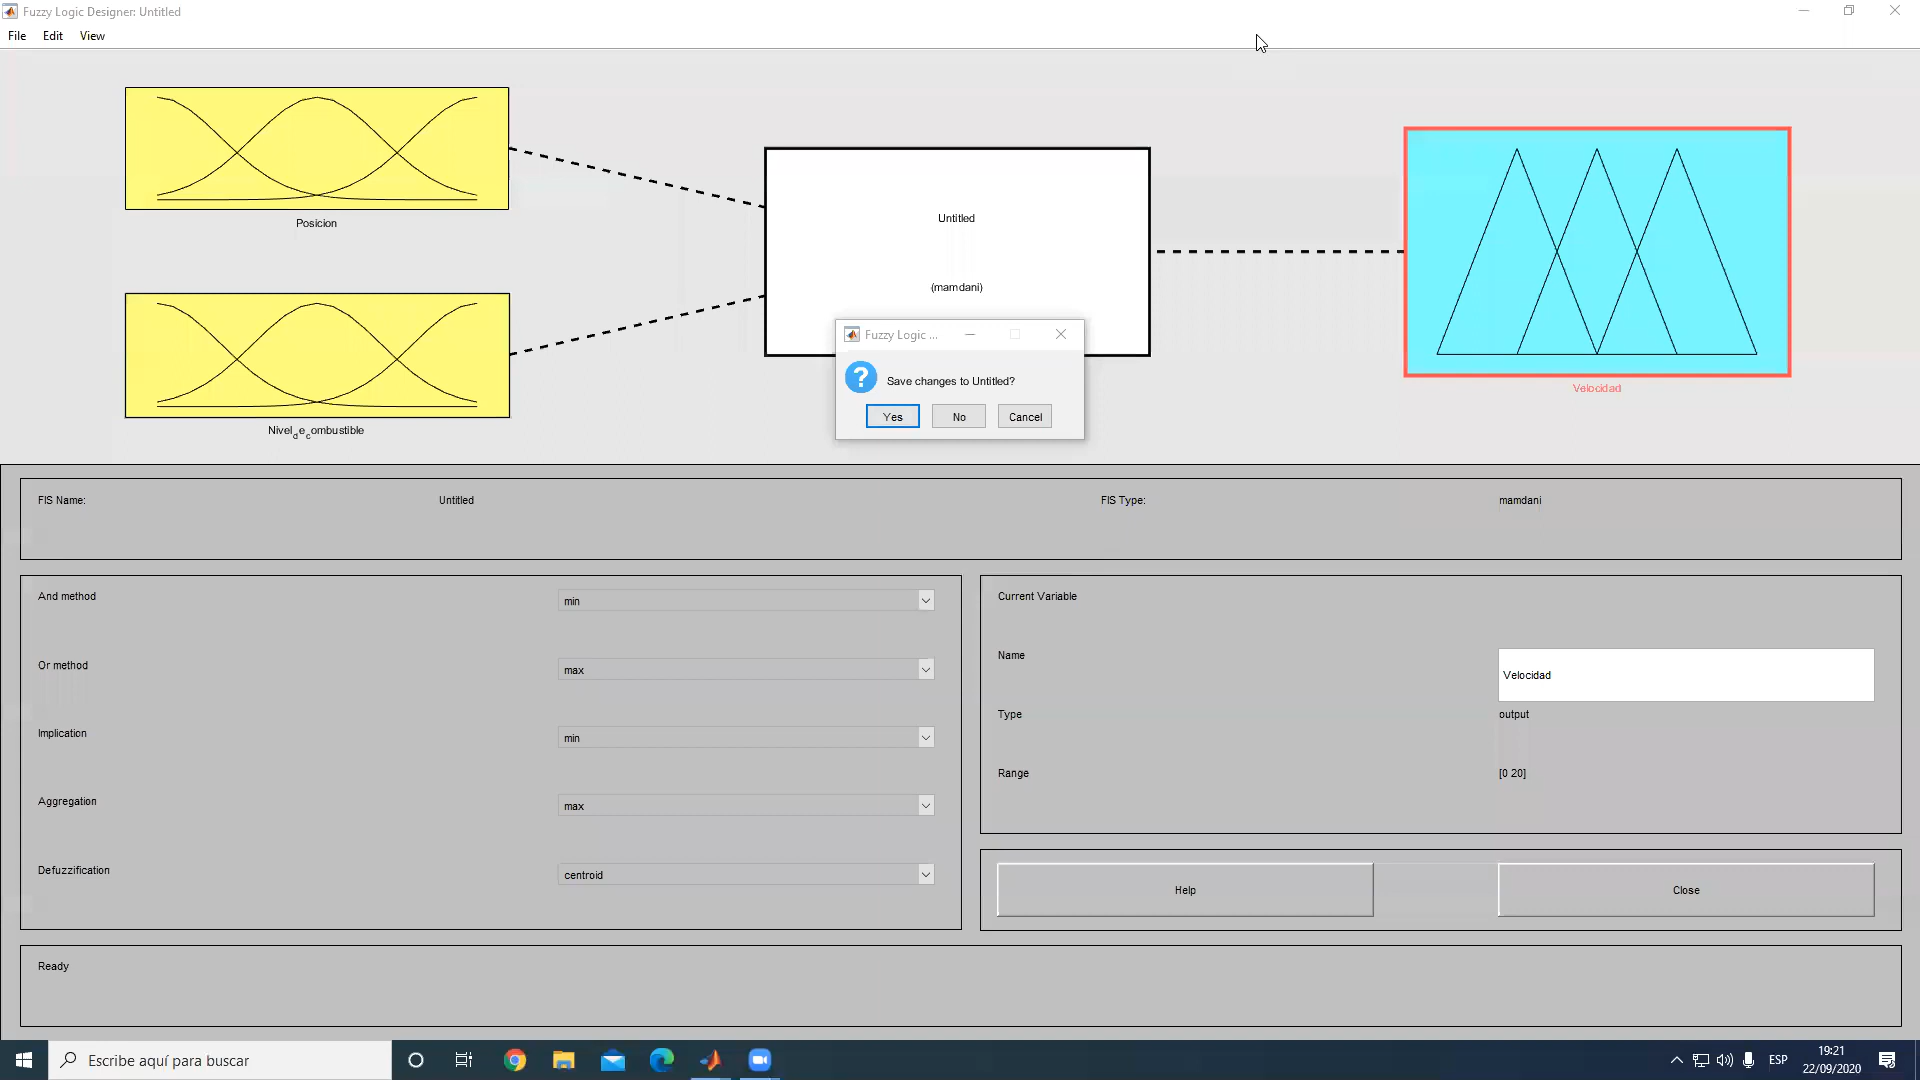 Fuzzy Logic Designer: Untitled
File Edit View
Posicion
Nivel_de_combustible
Untitled
(mamdani)
Velocidad
Fuzzy Logic ...
Save changes to Untitled?
Yes No Cancel
FIS Name: Untitled FIS Type: mamdani
And method min
Or method max
Implication min
Aggregation max
Defuzzification centroid
Current Variable
Name Velocidad
Type output
Range [0 20]
Help Close
Ready
Escribe aquí para buscar
ESP
19:21
22/09/2020